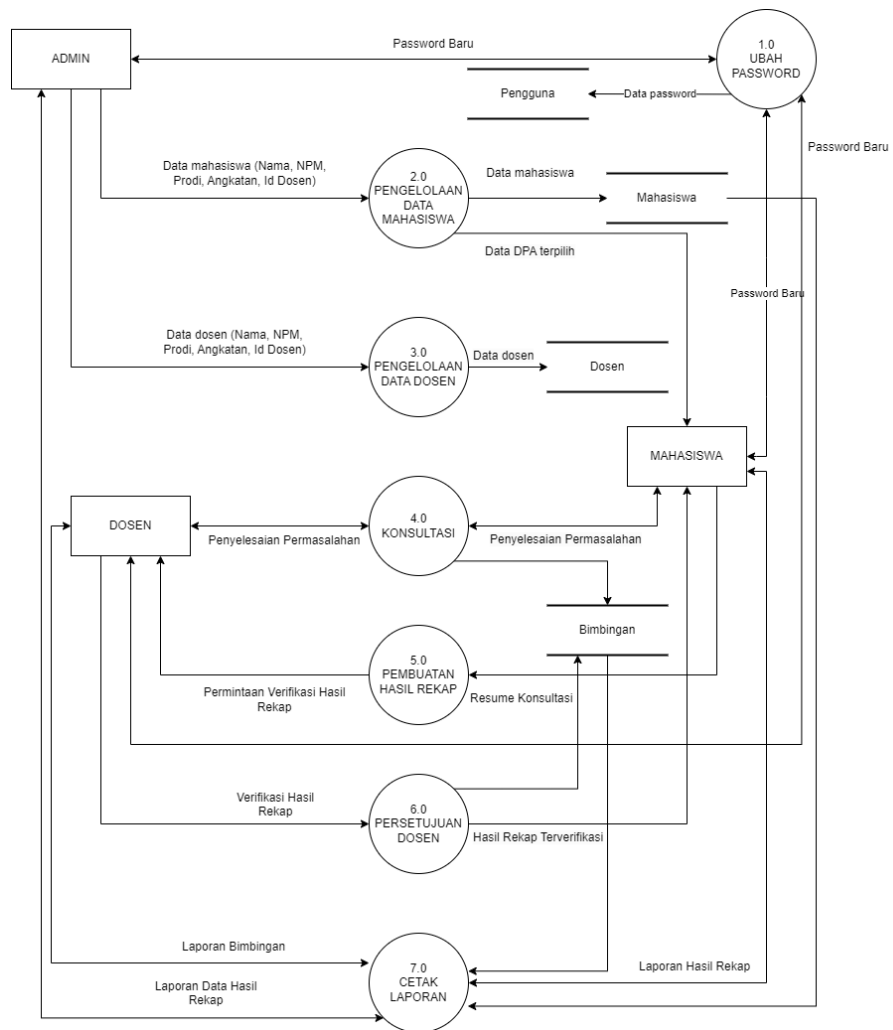 ADMIN
Password Baru
1.0
UBAH
PASSWORD
Pengguna
Data password
Password Baru
Data mahasiswa (Nama, NPM,
Prodi, Angkatan, Id Dosen)
2.0
PENGELOLAAN
DATA
MAHASISWA
Data mahasiswa
Mahasiswa
Data DPA terpilih
Password Baru
Data dosen (Nama, NPM,
Prodi, Angkatan, Id Dosen)
3.0
PENGELOLAAN
DATA DOSEN
Data dosen
Dosen
MAHASISWA
DOSEN
Penyelesaian Permasalahan
4.0
KONSULTASI
Penyelesaian Permasalahan
Bimbingan
5.0
PEMBUATAN
HASIL REKAP
Permintaan Verifikasi Hasil
Rekap
Resume Konsultasi
Verifikasi Hasil
Rekap
6.0
PERSETUJUAN
DOSEN
Hasil Rekap Terverifikasi
Laporan Bimbingan
7.0
CETAK
LAPORAN
Laporan Hasil Rekap
Laporan Data Hasil
Rekap